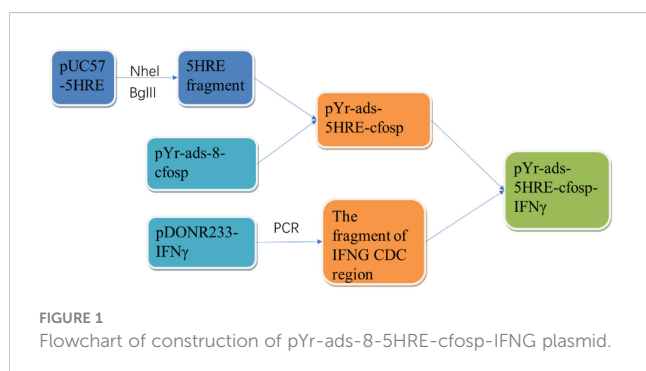 pUC57
-5HRE
NheI
BglII
5HRE
fragment
pYr-ads-8-
cfosp
pYr-ads-
5HRE-cfosp
pDONR233-
IFNγ
PCR
The
fragment of
IFNG CDC
region
pYr-ads-
5HRE-cfosp-
IFNγ
FIGURE 1
Flowchart of construction of pYr-ads-8-5HRE-cfosp-IFNG plasmid.